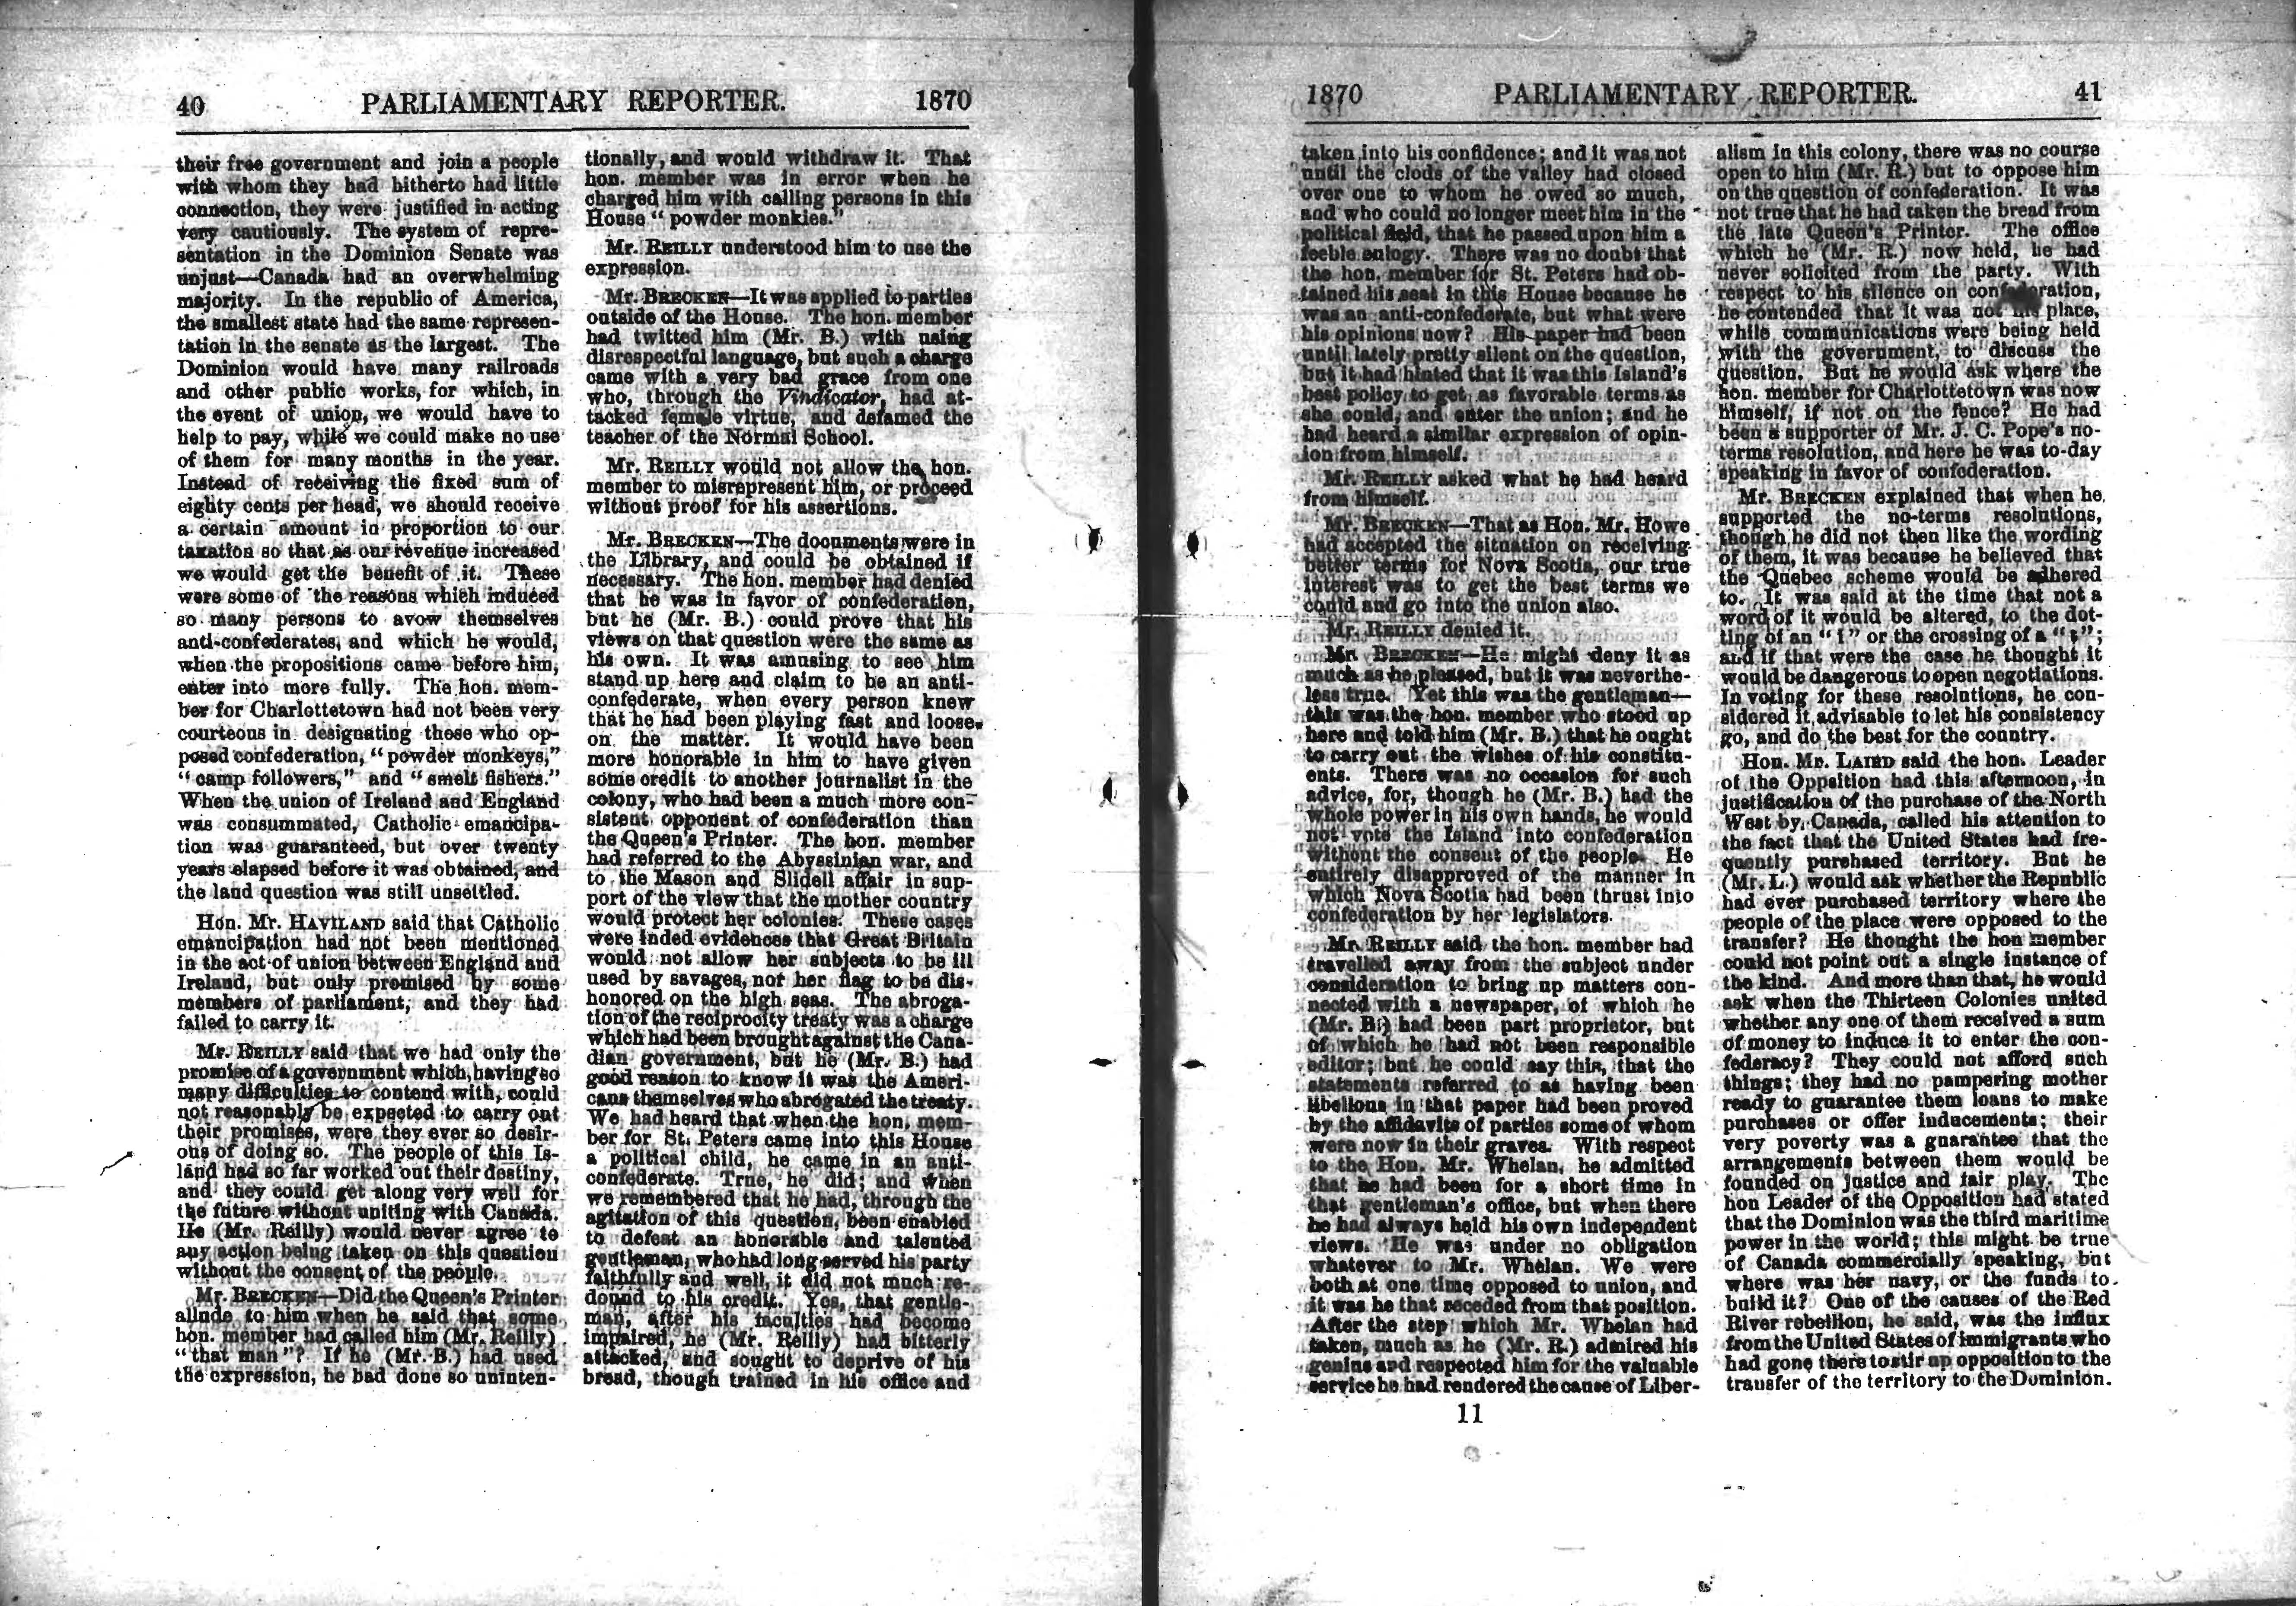 40 PARLIAMENTARY REPORTER. 1870
their free government and join a people
with whom they had hitherto had little
connection, they were justified in acting
very cautiously. The system of repre-
sentation in the Dominion Senate was
unjust—Canada had an overwhelming
majority. In the republic of America,
the smallest state had the same represen-
tation in the senate as the largest. The
Dominion would have many railroads
and other public works, for which, in
the event of union, we would have to
help to pay, while we could make no use
of them for many months in the year.
Instead of receiving the fixed sum of
eighty cents per head, we should receive
a certain amount in proportion to our
taxation so that as our revenue increased
we would get the benefit of it. These
were some of the reasons which induced
so many persons to avow themselves
anti-confederates, and which he would,
when the propositions came before him,
enter into more fully. The hon. mem-
ber for Charlottetown had not been very
courteous in designating those who op-
posed confederation, "powder monkeys,"
"camp followers," and "smelt fishers."
When the union of Ireland and England
was consummated, Catholic emancipa-
tion was guaranteed, but over twenty
years elapsed before it was obtained, and
the land question was still unsettled.
Hon. Mr. HAVILAND said that Catholic
emancipation had not been mentioned
in the act of union between England and
Ireland, but only promised by some
members of parliament, and they had
failed to carry it.
Mr. REILLY said that we had only the
promise of a government which, having so
many difficulties to contend with, could
not reasonably be expected to carry out
their promises, were they ever so desir-
ous of doing so. The people of this Is-
land had so far worked out their destiny,
and they could get along very well for
the future without uniting with Canada.
He (Mr. Reilly) would never agree to
any action being taken on this question
without the consent of the people.
Mr. BRECKEN—Did the Queen's Printer
allude to him when he said that some
hon. member had called him (Mr. Reilly)
"that man"? If he (Mr. B.) had used
the expression, he had done so uninten-
tionally, and would withdraw it. That
hon. member was in error when he
charged him with calling persons in this
House "powder monkies."
Mr. REILLY understood him to use the
expression.
Mr. BRECKEN—It was applied to parties
outside of the House. The hon. member
had twitted him (Mr. B.) with using
disrespectful language, but such a charge
came with a very bad grace from one
who, through the Vindicator, had at-
tacked female virtue, and defamed the
teacher of the Normal School.
Mr. REILLY would not allow the hon.
member to misrepresent him, or proceed
without proof for his assertions.
Mr. BRECKEN—The documents were in
the Library, and could be obtained if
necessary. The hon. member had denied
that he was in favor of confederation,
but he (Mr. B.) could prove that his
views on that question were the same as
his own. It was amusing to see him
stand up here and claim to be an anti-
confederate, when every person knew
that he had been playing fast and loose
on the matter. It would have been
more honorable in him to have given
some credit to another journalist in the
colony, who had been a much more con-
sistent opponent of confederation than
the Queen's Printer. The hon. member
had referred to the Abyssinian war, and
to the Mason and Slidell affair in sup-
port of the view that the mother country
would protect her colonies. These cases
were inded evidences that Great Britain
would not allow her subjects to be ill
used by savages, nor her flag to be dis-
honored on the high seas. The abroga-
tion of the reciprocity treaty was a charge
which had been brought against the Cana-
dian government, but he (Mr. B.) had
good reason to know it was the Ameri-
cans themselves who abrogated the treaty.
We had heard that when the hon. mem-
ber for St. Peters came into this House
a political child, he came in an anti-
confederate. True, he did; and when
we remembered that he had, through the
agitation of this question, been enabled
to defeat an honorable and talented
gentleman, who had long served his party
faithfully and well, it did not much re-
dound to his credit. Yes, that gentle-
man, after his faculties had become
impaired, he (Mr. Reilly) had bitterly
attacked, and sought to deprive of his
bread, though trained in his office and
1870 PARLIAMENTARY REPORTER. 41
taken into his confidence; and it was not
until the clods of the valley had closed
over one to whom he owed so much,
and who could no longer meet him in the
political field, that he passed upon him a
feeble eulogy. There was no doubt that
the hon. member for St. Peters had ob-
tained his seat in this House because he
was an anti-confederate, but what were
his opinions now? His paper had been
until lately pretty silent on the question,
but it had hinted that it was this Island's
best policy to get as favorable terms as
she could, and enter the union; and he
had heard a similar expression of opin-
ion from himself.
Mr. REILLY asked what he had heard
from himself.
Mr. BRECKEN—That as Hon. Mr. Howe
had accepted the situation on receiving
better terms for Nova Scotia, our true
interest was to get the best terms we
could and go into the union also.
Mr. REILLY denied it.
Mr. BRECKEN—He might deny it as
much as he pleased, but it was neverthe-
less true. Yet this was the gentleman—
this was the hon. member who stood up
here and told him (Mr. B.) that he ought
to carry out the wishes of his constitu-
ents. There was no occasion for such
advice, for, though he (Mr. B.) had the
whole power in his own hands, he would
not vote the Island into confederation
without the consent of the people. He
entirely disapproved of the manner in
which Nova Scotia had been thrust into
confederation by her legislators.
Mr. REILLY said the hon. member had
travelled away from the subject under
consideration to bring up matters con-
nected with a newspaper, of which he
(Mr. B.) had been part proprietor, but
of which he had not been responsible
editor; but he could say this, that the
statements referred to as having been
libellous in that paper had been proved
by the affidavits of parties some of whom
were now in their graves. With respect
to the Hon. Mr. Whelan, he admitted
that he had been for a short time in
that gentleman's office, but when there
he had always held his own independent
views. He was under no obligation
whatever to Mr. Whelan. We were
both at one time opposed to union, and
it was he that receded from that position.
After the step which Mr. Whelan had
taken, much as he (Mr. R.) admired his
genius and respected him for the valuable
service he had rendered the cause of Liber-
alism in this colony, there was no course
open to him (Mr. R.) but to oppose him
on the question of confederation. It was
not true that he had taken the bread from
the late Queen's Printer. The office
which he (Mr. R.) now held, he had
never solicited from the party. With
respect to his silence on confederation,
he contended that it was not his place,
while communications were being held
with the government, to discuss the
question. But he would ask where the
hon. member for Charlottetown was now
himself, if not on the fence? He had
been a supporter of Mr. J. C. Pope's no-
terms resolution, and here he was to-day
speaking in favor of confederation.
Mr. BRECKEN explained that when he
supported the no-terms resolutions,
though he did not then like the wording
of them, it was because he believed that
the Quebec scheme would be adhered
to. It was said at the time that not a
word of it would be altered, to the dot-
ting of an "i" or the crossing of a "t";
and if that were the case he thought it
would be dangerous to open negotiations.
In voting for these resolutions, he con-
sidered it advisable to let his consistency
go, and do the best for the country.
Hon. Mr. LAIRD said the hon. Leader
of the Oppsition had this afternoon, in
justification of the purchase of the North
West by Canada, called his attention to
the fact that the United States had fre-
quently purchased territory. But he
(Mr. L.) would ask whether the Republic
had ever purchased territory where the
people of the place were opposed to the
transfer? He thought the hon member
could not point out a single instance of
the kind. And more than that, he would
ask when the Thirteen Colonies united
whether any one of them received a sum
of money to induce it to enter the con-
federacy? They could not afford such
things; they had no pampering mother
ready to guarantee them loans to make
purchases or offer inducements; their
very poverty was a guarantee that the
arrangements between them would be
founded on justice and fair play. The
hon Leader of the Opposition had stated
that the Dominion was the third maritime
power in the world; this might be true
of Canada commercially speaking, but
where was her navy, or the funds to
build it? One of the causes of the Red
River rebellion, he said, was the influx
from the United States of immigrants who
had gone there to stir up opposition to the
transfer of the territory to the Dominion.
11